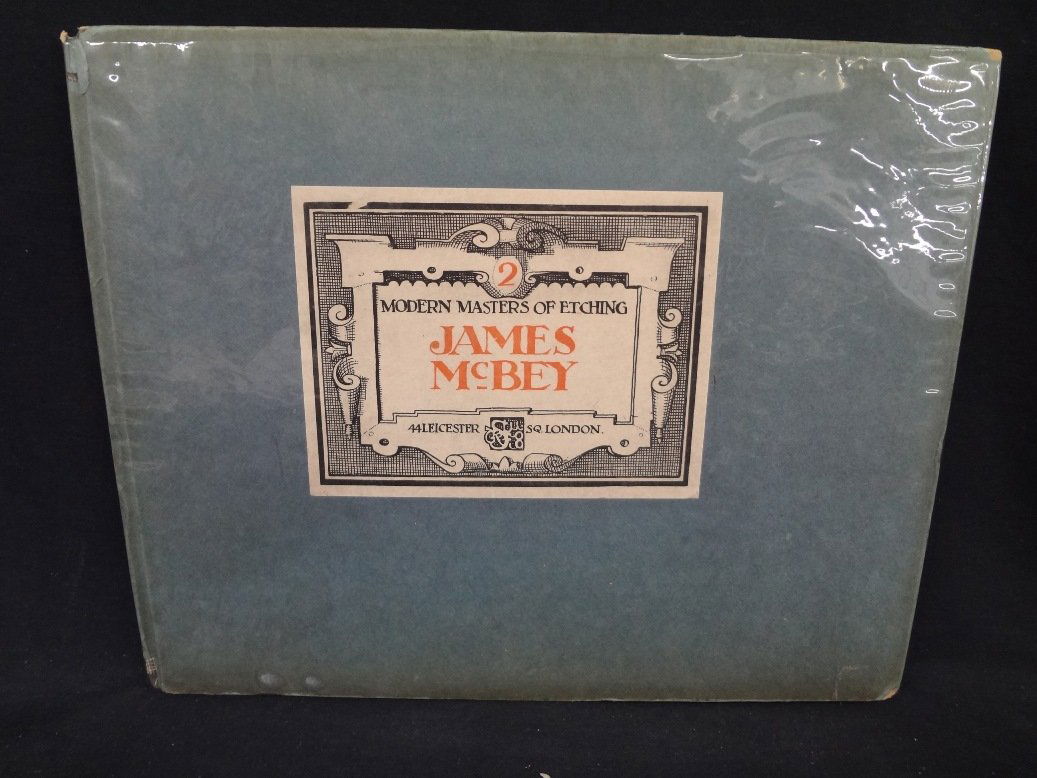 2
MODERN MASTERS OF ETCHING
JAMES
McBEY
44 LEICESTER SQ. LONDON.